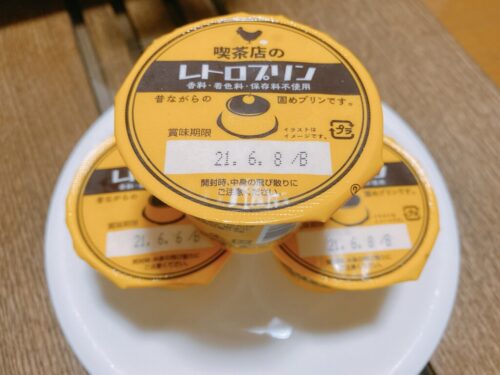 喫茶店の
レトロプリン
香料・着色料・保存料不使用
昔ながらの 固めプリンです。
イラストは
イメージです。
プラ
賞味期限
21. 6. 8 /B
開封時、中身の飛び散りに
ご注意ください。
21. 6. 6 /B
21. 6. 8 /B